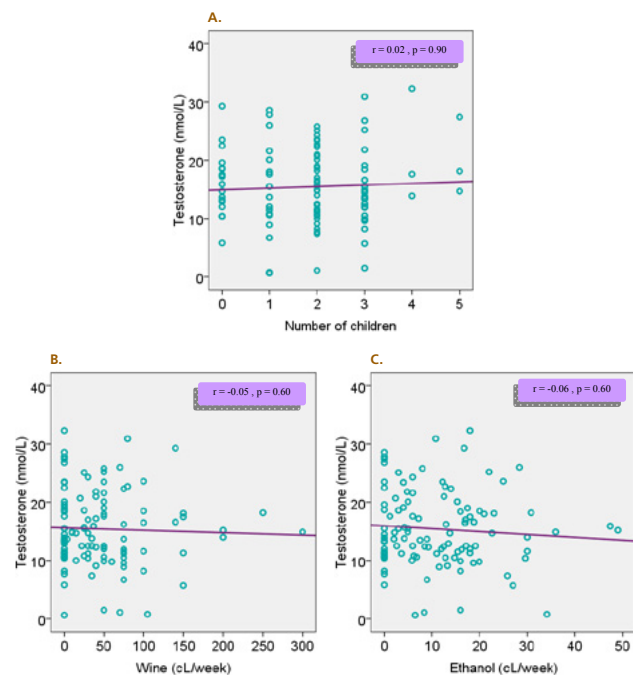 A.
r = 0.02 , p = 0.90
40
30
20
10
0
Testosterone (nmol/L)
0 1 2 3 4 5
Number of children
B.
r = -0.05 , p = 0.60
40
30
20
10
0
Testosterone (nmol/L)
0 50 100 150 200 250 300
Wine (cL/week)
C.
r = -0.06 , p = 0.60
40
30
20
10
0
Testosterone (nmol/L)
0 10 20 30 40 50
Ethanol (cL/week)